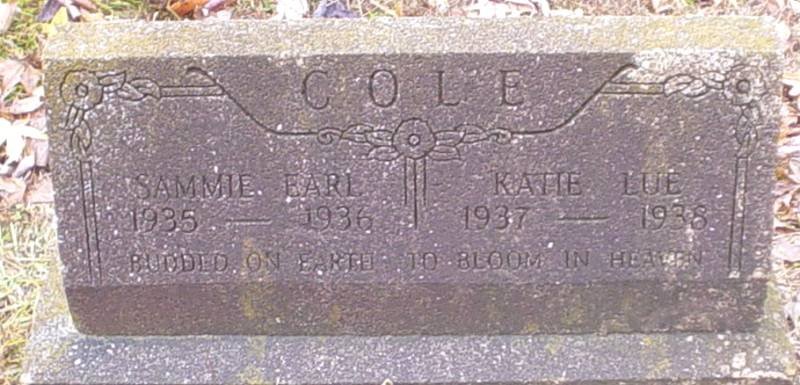 COLE
SAMMIE EARL KATIE LUE
1935 — 1936 1937 — 1938
BUDDED ON EARTH TO BLOOM IN HEAVEN